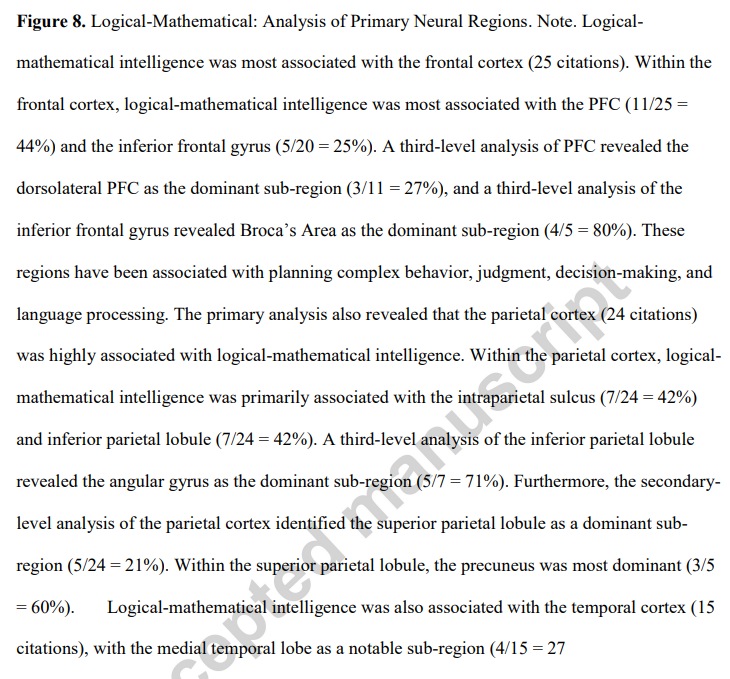 Figure 8. Logical-Mathematical: Analysis of Primary Neural Regions. Note. Logical-
mathematical intelligence was most associated with the frontal cortex (25 citations). Within the
frontal cortex, logical-mathematical intelligence was most associated with the PFC (11/25 =
44%) and the inferior frontal gyrus (5/20 = 25%). A third-level analysis of PFC revealed the
dorsolateral PFC as the dominant sub-region (3/11 = 27%), and a third-level analysis of the
inferior frontal gyrus revealed Broca’s Area as the dominant sub-region (4/5 = 80%). These
regions have been associated with planning complex behavior, judgment, decision-making, and
language processing. The primary analysis also revealed that the parietal cortex (24 citations)
was highly associated with logical-mathematical intelligence. Within the parietal cortex, logical-
mathematical intelligence was primarily associated with the intraparietal sulcus (7/24 = 42%)
and inferior parietal lobule (7/24 = 42%). A third-level analysis of the inferior parietal lobule
revealed the angular gyrus as the dominant sub-region (5/7 = 71%). Furthermore, the secondary-
level analysis of the parietal cortex identified the superior parietal lobule as a dominant sub-
region (5/24 = 21%). Within the superior parietal lobule, the precuneus was most dominant (3/5
= 60%). Logical-mathematical intelligence was also associated with the temporal cortex (15
citations), with the medial temporal lobe as a notable sub-region (4/15 = 27
cepted manuscript